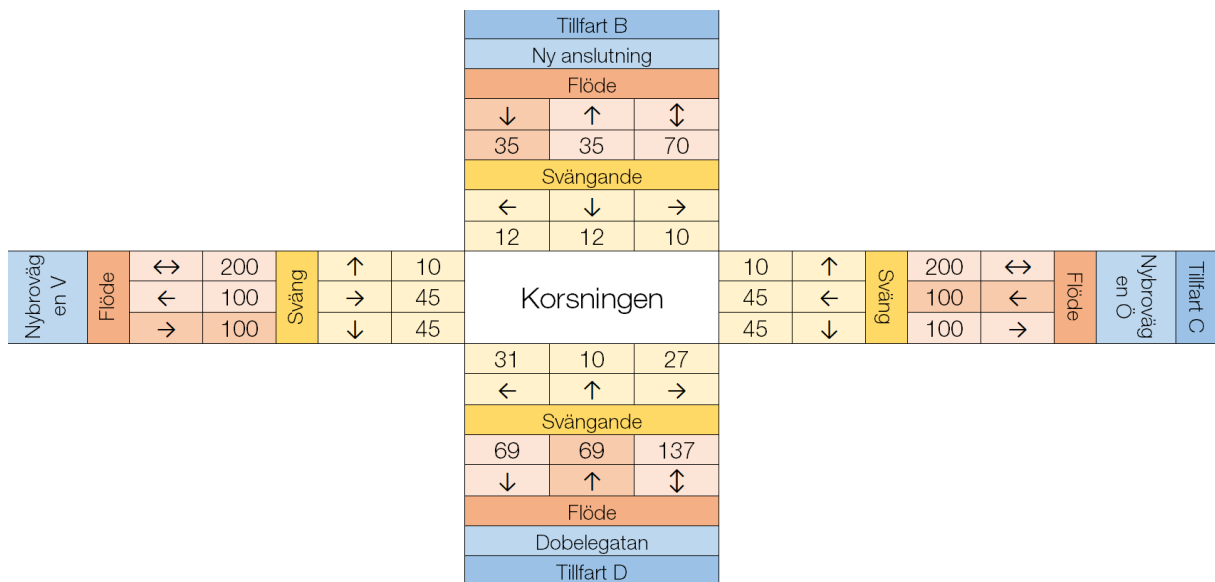 Tillfart B
Ny anslutning
Flöde
↓ ↑ ↕
35 35 70
Svängande
← ↓ →
12 12 10
Nybroväg
en V
Flöde
↔ 200
← 100
→ 100
Sväng
↑ 10
→ 45
↓ 45
Korsningen
10 ↑
45 ←
45 ↓
Sväng
200 ↔
100 ←
100 →
Flöde
Nybroväg
en Ö
Tillfart C
31 10 27
← ↑ →
Svängande
69 69 137
↓ ↑ ↕
Flöde
Dobelegatan
Tillfart D